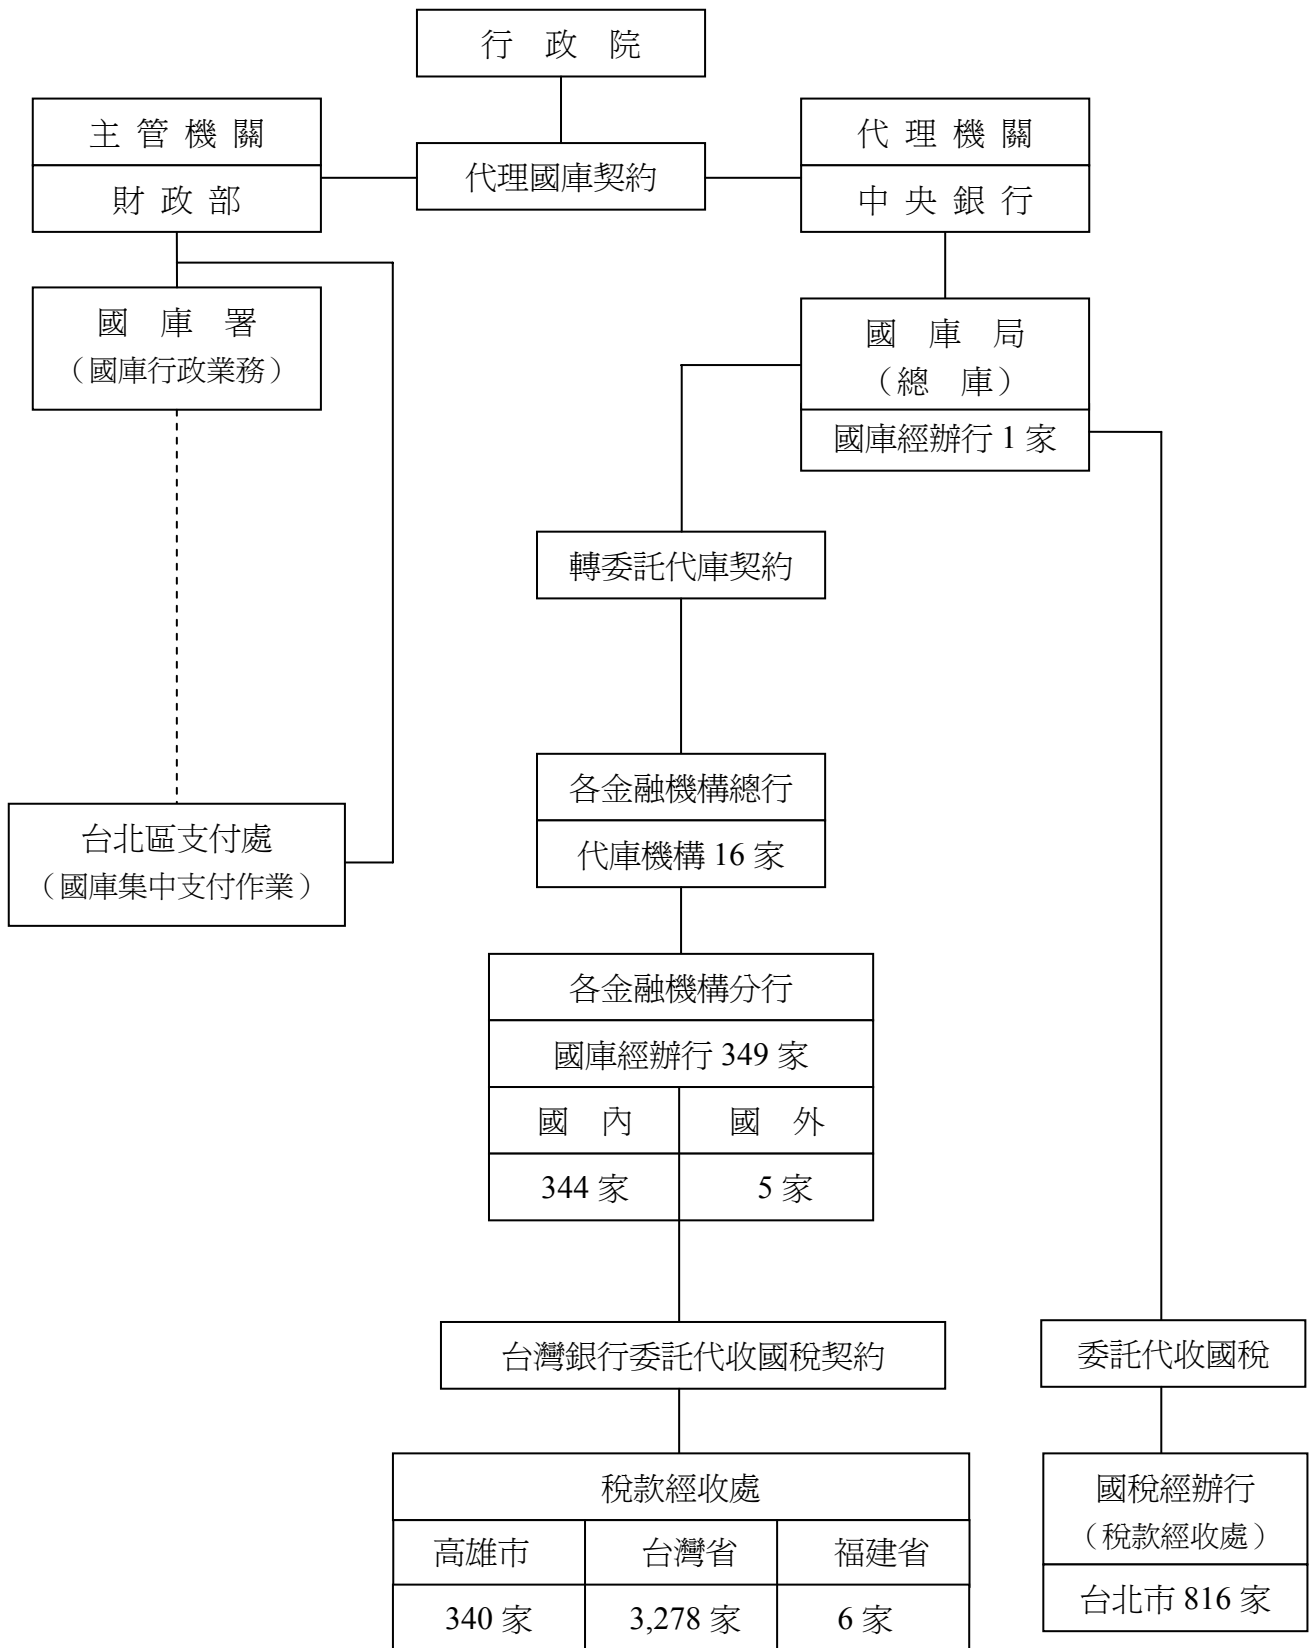 行 政 院
主 管 機 關
財 政 部
代理國庫契約
代 理 機 關
中 央 銀 行
國 庫 署
（國庫行政業務）
國 庫 局
（總 庫）
國庫經辦行 1 家
轉委託代庫契約
各金融機構總行
代庫機構 16 家
台北區支付處
（國庫集中支付作業）
各金融機構分行
國庫經辦行 349 家
國 內
國 外
344 家
5 家
台灣銀行委託代收國稅契約
委託代收國稅
稅款經收處
高雄市
台灣省
福建省
340 家
3,278 家
6 家
國稅經辦行
（稅款經收處）
台北市 816 家